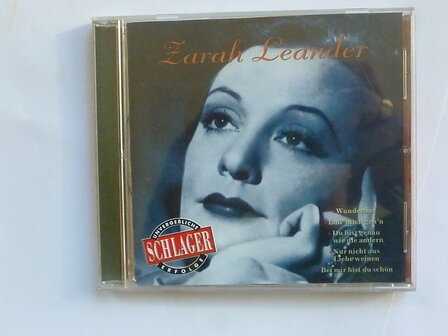 Zarah Leander
UNVERGEßLICHE
SCHLAGER
ERFOLGE
Wunderbar
- Du bist genau
wie die andern
- Nur nicht aus
Liebe weinen
Bei mir bist du schön